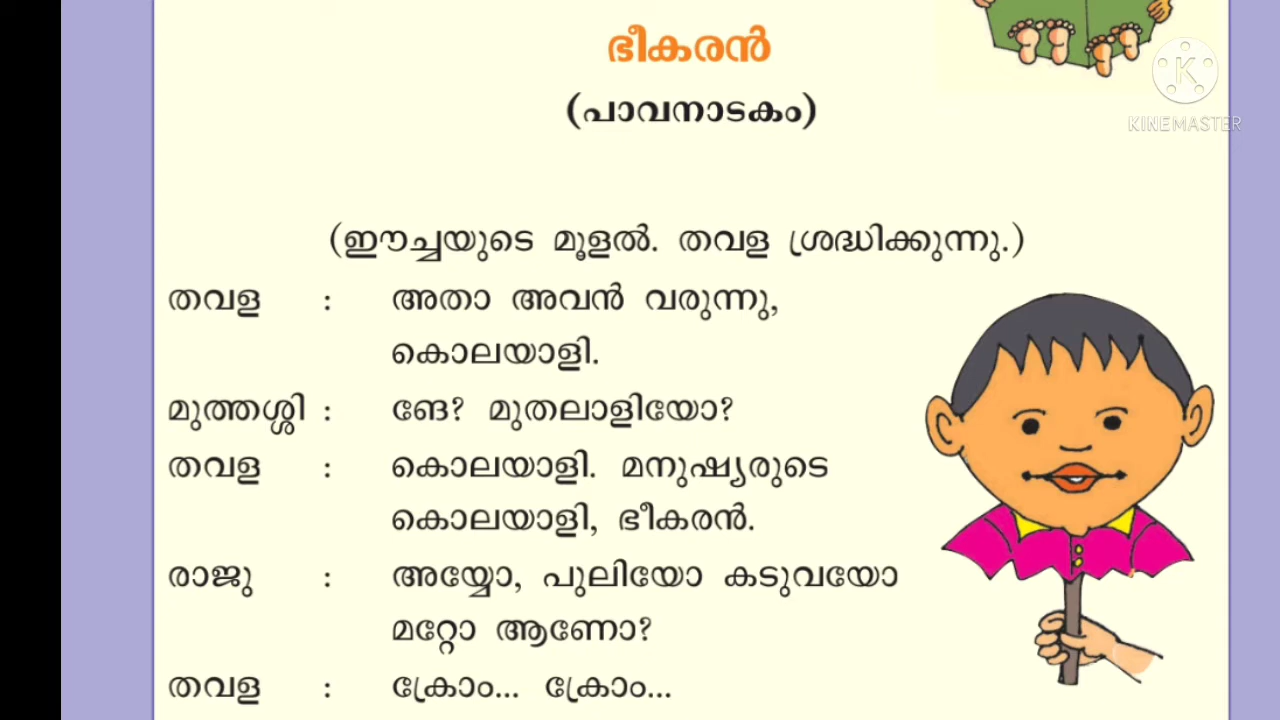 ഭീകരൻ
(പാവനാടകം)
KINEMASTER
(ഈച്ചയുടെ മൂളൽ. തവള ശ്രദ്ധിക്കുന്നു.)
തവള : അതാ അവൻ വരുന്നു,
കൊലയാളി.
മുത്തശ്ശി : ങേ? മുതലാളിയോ?
തവള : കൊലയാളി. മനുഷ്യരുടെ
കൊലയാളി, ഭീകരൻ.
രാജു : അയ്യോ, പുലിയോ കടുവയോ
മറ്റോ ആണോ?
തവള : ക്രോം... ക്രോം...